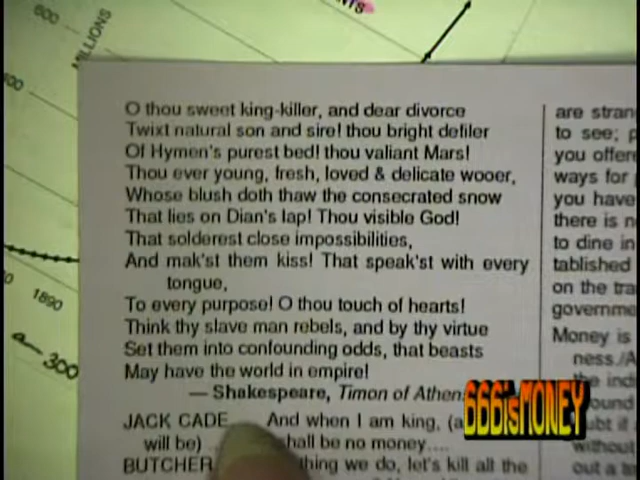 600
MILLIONS
1890
300
O thou sweet king-killer, and dear divorce
Twixt natural son and sire! thou bright defiler
Of Hymen's purest bed! thou valiant Mars!
Thou ever young, fresh, loved & delicate wooer,
Whose blush doth thaw the consecrated snow
That lies on Dian's lap! Thou visible God!
That solderest close impossibilities,
And mak'st them kiss! That speak'st with every
tongue,
To every purpose! O thou touch of hearts!
Think thy slave man rebels, and by thy virtue
Set them into confounding odds, that beasts
May have the world in empire!
— Shakespeare, Timon of Athen
JACK CADE And when I am king, (a
will be) shall be no money....
BUTCHER thing we do, let's kill all the
are stran
to see; p
you offen
ways for
you have
there is n
to dine in
tablished
on the tra
governme
Money is
ness./A
the ind
ound
ubt it
without
666isMONEY